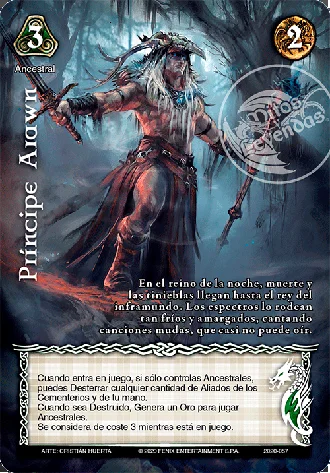 3
2
Ancestral
Mitos
Leyendas
Príncipe Arawn
En el reino de la noche, muerte y
las tinieblas llegan hasta el rey del
inframundo. Los espectros lo rodean
tan fríos y amargados, cantando
canciones mudas, que casi no puede oír.
Cuando entra en juego, si sólo controlas Ancestrales,
puedes Desterrar cualquier cantidad de Aliados de los
Cementerios y de tu mano.
Cuando sea Destruido, Genera un Oro para jugar
Ancestrales.
Se considera de coste 3 mientras está en juego.
ARTE: CRISTIÁN HUERTA
© 2020 FENIX ENTERTAINMENT S.P.A.